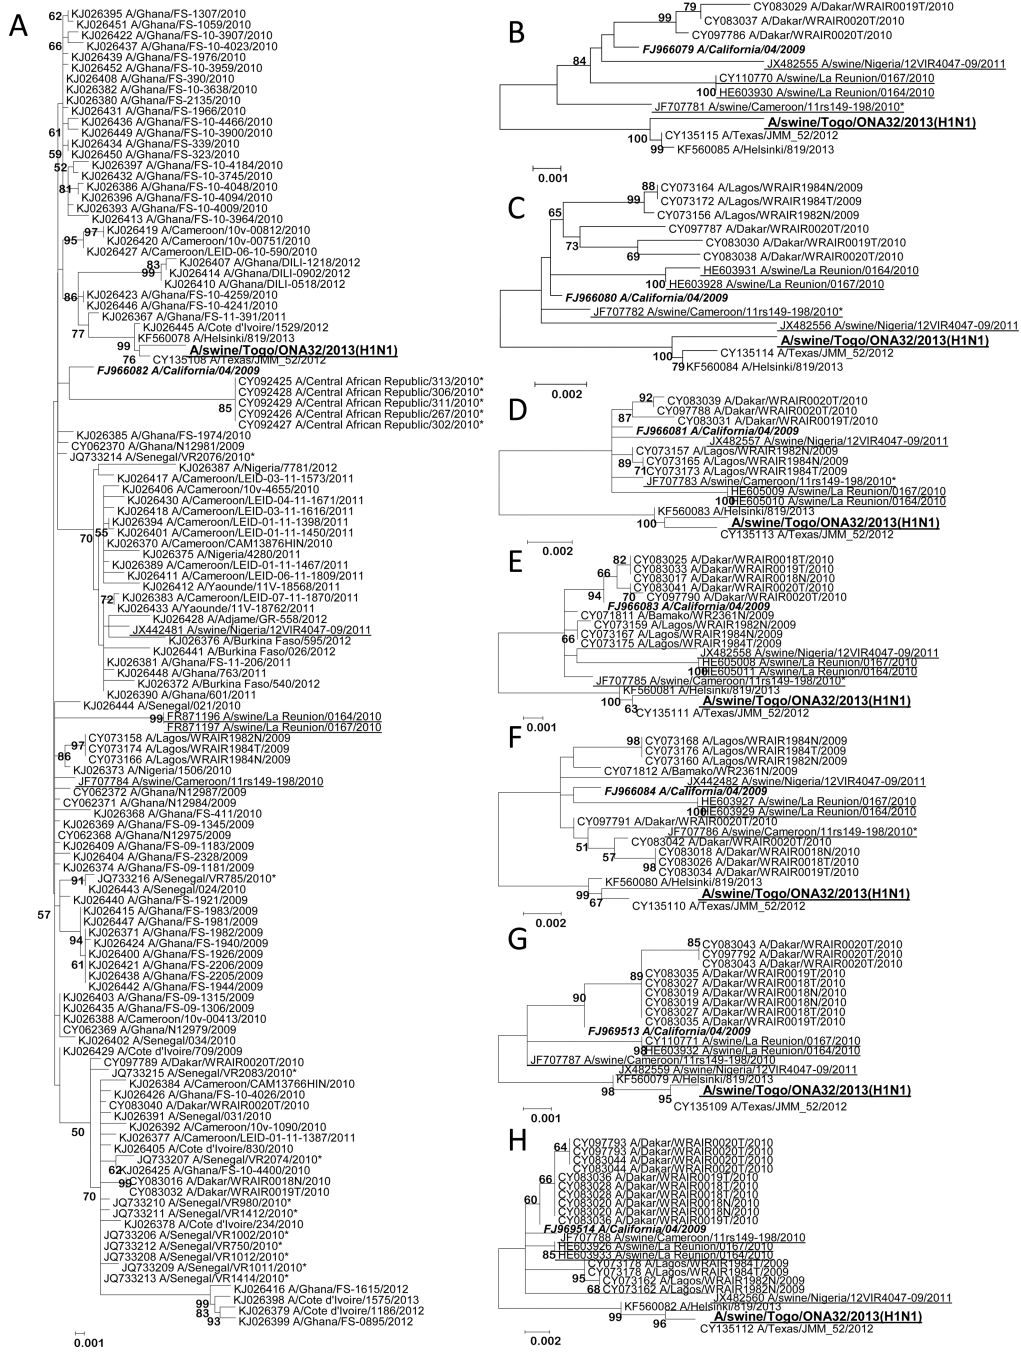 A
62 KJ026395 A/Ghana/FS-1307/2010
KJ026451 A/Ghana/FS-1059/2010
KJ026422 A/Ghana/FS-10-3907/2010
66 KJ026437 A/Ghana/FS-10-4023/2010
KJ026439 A/Ghana/FS-1976/2010
KJ026452 A/Ghana/FS-10-3959/2010
KJ026408 A/Ghana/FS-390/2010
KJ026382 A/Ghana/FS-10-3638/2010
KJ026380 A/Ghana/FS-2135/2010
KJ026431 A/Ghana/FS-1966/2010
KJ026436 A/Ghana/FS-10-4466/2010
61 KJ026449 A/Ghana/FS-10-3900/2010
KJ026434 A/Ghana/FS-339/2010
59 KJ026450 A/Ghana/FS-323/2010
52 KJ026397 A/Ghana/FS-10-4184/2010
KJ026432 A/Ghana/FS-10-3745/2010
81 KJ026386 A/Ghana/FS-10-4048/2010
KJ026396 A/Ghana/FS-10-4094/2010
KJ026393 A/Ghana/FS-10-4009/2010
KJ026413 A/Ghana/FS-10-3964/2010
97 KJ026419 A/Cameroon/10v-00812/2010
95 KJ026420 A/Cameroon/10v-00751/2010
KJ026427 A/Cameroon/LEID-06-10-590/2010
83 KJ026407 A/Ghana/DILI-1218/2012
99 KJ026414 A/Ghana/DILI-0902/2012
KJ026410 A/Ghana/DILI-0518/2012
86 KJ026423 A/Ghana/FS-10-4259/2010
KJ026446 A/Ghana/FS-10-4241/2010
KJ026367 A/Ghana/FS-11-391/2011
77 KJ026445 A/Cote d'Ivoire/1529/2012
KF560078 A/Helsinki/819/2013
99 A/swine/Togo/ONA32/2013(H1N1)
76 CY135108 A/Texas/JMM_52/2012
FJ966082 A/California/04/2009
CY092425 A/Central African Republic/313/2010*
CY092428 A/Central African Republic/306/2010*
85 CY092429 A/Central African Republic/311/2010*
CY092426 A/Central African Republic/267/2010*
CY092427 A/Central African Republic/302/2010*
KJ026385 A/Ghana/FS-1974/2010
CY062370 A/Ghana/N12981/2009
JQ733214 A/Senegal/VR2076/2010*
KJ026387 A/Nigeria/7781/2012
KJ026417 A/Cameroon/LEID-03-11-1573/2011
KJ026406 A/Cameroon/10v-4655/2010
KJ026430 A/Cameroon/LEID-04-11-1671/2011
KJ026418 A/Cameroon/LEID-03-11-1616/2011
KJ026394 A/Cameroon/LEID-01-11-1398/2011
70 55 KJ026401 A/Cameroon/LEID-01-11-1450/2011
KJ026370 A/Cameroon/CAM13876HIN/2010
KJ026375 A/Nigeria/4280/2011
KJ026389 A/Cameroon/LEID-01-11-1467/2011
KJ026411 A/Cameroon/LEID-06-11-1809/2011
KJ026412 A/Yaounde/11V-18568/2011
72 KJ026383 A/Cameroon/LEID-07-11-1870/2011
KJ026433 A/Yaounde/11V-18762/2011
KJ026428 A/Adjame/GR-558/2012
JX442481 A/swine/Nigeria/12VIR4047-09/2011
KJ026376 A/Burkina Faso/595/2012
KJ026441 A/Burkina Faso/026/2012
KJ026381 A/Ghana/FS-11-206/2011
KJ026448 A/Ghana/763/2011
KJ026372 A/Burkina Faso/540/2012
KJ026390 A/Ghana/601/2011
KJ026444 A/Senegal/021/2010
99 FR871196 A/swine/La Reunion/0164/2010
FR871197 A/swine/La Reunion/0167/2010
97 CY073158 A/Lagos/WRAIR1982N/2009
CY073174 A/Lagos/WRAIR1984T/2009
86 CY073166 A/Lagos/WRAIR1984N/2009
KJ026373 A/Nigeria/1506/2010
JF707784 A/swine/Cameroon/11rs149-198/2010
CY062372 A/Ghana/N12987/2009
CY062371 A/Ghana/N12984/2009
KJ026368 A/Ghana/FS-411/2010
KJ026369 A/Ghana/FS-09-1345/2009
CY062368 A/Ghana/N12975/2009
KJ026409 A/Ghana/FS-09-1183/2009
KJ026404 A/Ghana/FS-2328/2009
KJ026374 A/Ghana/FS-09-1181/2009
91 JQ733216 A/Senegal/VR785/2010*
KJ026443 A/Senegal/024/2010
KJ026440 A/Ghana/FS-1921/2009
57 KJ026415 A/Ghana/FS-1983/2009
KJ026447 A/Ghana/FS-1981/2009
KJ026371 A/Ghana/FS-1982/2009
94 KJ026424 A/Ghana/FS-1940/2009
KJ026400 A/Ghana/FS-1926/2009
61 KJ026421 A/Ghana/FS-2206/2009
KJ026438 A/Ghana/FS-2205/2009
KJ026442 A/Ghana/FS-1944/2009
KJ026403 A/Ghana/FS-09-1315/2009
KJ026435 A/Ghana/FS-09-1306/2009
KJ026388 A/Cameroon/10v-00413/2010
CY062369 A/Ghana/N12979/2009
KJ026402 A/Senegal/034/2010
KJ026429 A/Cote d'Ivoire/709/2009
CY097789 A/Dakar/WRAIR0020T/2010
JQ733215 A/Senegal/VR2083/2010*
KJ026384 A/Cameroon/CAM13766HIN/2010
KJ026426 A/Ghana/FS-10-4026/2010
CY083040 A/Dakar/WRAIR0020T/2010
KJ026391 A/Senegal/031/2010
50 KJ026392 A/Cameroon/10v-1090/2010
KJ026377 A/Cameroon/LEID-01-11-1387/2011
KJ026405 A/Cote d'Ivoire/830/2010
JQ733207 A/Senegal/VR2074/2010*
62 KJ026425 A/Ghana/FS-10-4400/2010
99 CY083016 A/Dakar/WRAIR0018N/2010
70 CY083032 A/Dakar/WRAIR0019T/2010
JQ733210 A/Senegal/VR980/2010*
JQ733211 A/Senegal/VR1412/2010*
KJ026378 A/Cote d'Ivoire/234/2010
JQ733206 A/Senegal/VR1002/2010*
JQ733212 A/Senegal/VR750/2010*
JQ733208 A/Senegal/VR1012/2010*
JQ733209 A/Senegal/VR1011/2010*
JQ733213 A/Senegal/VR1414/2010*
KJ026416 A/Ghana/FS-1615/2012
99 KJ026398 A/Cote d'Ivoire/1575/2013
83 KJ026379 A/Cote d'Ivoire/1186/2012
93 KJ026399 A/Ghana/FS-0895/2012
0.001
B
79 CY083029 A/Dakar/WRAIR0019T/2010
99 CY083037 A/Dakar/WRAIR0020T/2010
CY097786 A/Dakar/WRAIR0020T/2010
FJ966079 A/California/04/2009
84 JX482555 A/swine/Nigeria/12VIR4047-09/2011
CY110770 A/swine/La Reunion/0167/2010
100 HE603930 A/swine/La Reunion/0164/2010
JF707781 A/swine/Cameroon/11rs149-198/2010*
A/swine/Togo/ONA32/2013(H1N1)
100 CY135115 A/Texas/JMM_52/2012
99 KF560085 A/Helsinki/819/2013
0.001
C
88 CY073164 A/Lagos/WRAIR1984N/2009
99 CY073172 A/Lagos/WRAIR1984T/2009
65 CY073156 A/Lagos/WRAIR1982N/2009
CY097787 A/Dakar/WRAIR0020T/2010
73 CY083030 A/Dakar/WRAIR0019T/2010
69 CY083038 A/Dakar/WRAIR0020T/2010
HE603931 A/swine/La Reunion/0164/2010
100 HE603928 A/swine/La Reunion/0167/2010
FJ966080 A/California/04/2009
JF707782 A/swine/Cameroon/11rs149-198/2010*
JX482556 A/swine/Nigeria/12VIR4047-09/2011
A/swine/Togo/ONA32/2013(H1N1)
100 CY135114 A/Texas/JMM_52/2012
79 KF560084 A/Helsinki/819/2013
0.002
D
92 CY083039 A/Dakar/WRAIR0020T/2010
CY097788 A/Dakar/WRAIR0020T/2010
87 CY083031 A/Dakar/WRAIR0019T/2010
FJ966081 A/California/04/2009
JX482557 A/swine/Nigeria/12VIR4047-09/2011
CY073157 A/Lagos/WRAIR1982N/2009
89 CY073165 A/Lagos/WRAIR1984N/2009
71 CY073173 A/Lagos/WRAIR1984T/2009
JF707783 A/swine/Cameroon/11rs149-198/2010*
HE605009 A/swine/La Reunion/0167/2010
100 HE605010 A/swine/La Reunion/0164/2010
KF560083 A/Helsinki/819/2013
100 A/swine/Togo/ONA32/2013(H1N1)
CY135113 A/Texas/JMM_52/2012
0.002
E
82 CY083025 A/Dakar/WRAIR0018T/2010
66 CY083033 A/Dakar/WRAIR0019T/2010
CY083017 A/Dakar/WRAIR0018N/2010
CY083041 A/Dakar/WRAIR0020T/2010
94 70 CY097790 A/Dakar/WRAIR0020T/2010
FJ966083 A/California/04/2009
CY071811 A/Bamako/WR2361N/2009
CY073159 A/Lagos/WRAIR1982N/2009
66 CY073167 A/Lagos/WRAIR1984N/2009
CY073175 A/Lagos/WRAIR1984T/2009
JX482558 A/swine/Nigeria/12VIR4047-09/2011
HE605008 A/swine/La Reunion/0167/2010
100 HE605011 A/swine/La Reunion/0164/2010
JF707785 A/swine/Cameroon/11rs149-198/2010*
KF560081 A/Helsinki/819/2013
100 A/swine/Togo/ONA32/2013(H1N1)
63 CY135111 A/Texas/JMM_52/2012
0.001
F
98 CY073168 A/Lagos/WRAIR1984N/2009
CY073176 A/Lagos/WRAIR1984T/2009
CY073160 A/Lagos/WRAIR1982N/2009
CY071812 A/Bamako/WR2361N/2009
JX442482 A/swine/Nigeria/12VIR4047-09/2011
FJ966084 A/California/04/2009
HE603927 A/swine/La Reunion/0167/2010
100 HE603929 A/swine/La Reunion/0164/2010
CY097791 A/Dakar/WRAIR0020T/2010
JF707786 A/swine/Cameroon/11rs149-198/2010*
51 CY083042 A/Dakar/WRAIR0020T/2010
57 CY083018 A/Dakar/WRAIR0018N/2010
98 CY083026 A/Dakar/WRAIR0018T/2010
CY083034 A/Dakar/WRAIR0019T/2010
KF560080 A/Helsinki/819/2013
99 A/swine/Togo/ONA32/2013(H1N1)
67 CY135110 A/Texas/JMM_52/2012
0.002
G
85 CY083043 A/Dakar/WRAIR0020T/2010
CY097792 A/Dakar/WRAIR0020T/2010
CY083043 A/Dakar/WRAIR0020T/2010
89 CY083035 A/Dakar/WRAIR0019T/2010
CY083027 A/Dakar/WRAIR0018T/2010
90 CY083019 A/Dakar/WRAIR0018N/2010
CY083019 A/Dakar/WRAIR0018N/2010
CY083027 A/Dakar/WRAIR0018T/2010
CY083035 A/Dakar/WRAIR0019T/2010
FJ969513 A/California/04/2009
CY110771 A/swine/La Reunion/0167/2010
98 HE603932 A/swine/La Reunion/0164/2010
JF707787 A/swine/Cameroon/11rs149-198/2010
JX482559 A/swine/Nigeria/12VIR4047-09/2011
KF560079 A/Helsinki/819/2013
98 A/swine/Togo/ONA32/2013(H1N1)
95 CY135109 A/Texas/JMM_52/2012
0.001
H
64 CY097793 A/Dakar/WRAIR0020T/2010
CY097793 A/Dakar/WRAIR0020T/2010
CY083044 A/Dakar/WRAIR0020T/2010
CY083044 A/Dakar/WRAIR0020T/2010
66 CY083036 A/Dakar/WRAIR0019T/2010
CY083028 A/Dakar/WRAIR0018T/2010
60 CY083028 A/Dakar/WRAIR0018T/2010
CY083020 A/Dakar/WRAIR0018N/2010
CY083020 A/Dakar/WRAIR0018N/2010
CY083036 A/Dakar/WRAIR0019T/2010
FJ969514 A/California/04/2009
JF707788 A/swine/Cameroon/11rs149-198/2010
HE603926 A/swine/La Reunion/0167/2010
85 HE603933 A/swine/La Reunion/0164/2010
CY073178 A/Lagos/WRAIR1984T/2009
CY073178 A/Lagos/WRAIR1984T/2009
95 CY073162 A/Lagos/WRAIR1982N/2009
68 CY073162 A/Lagos/WRAIR1982N/2009
JX482560 A/swine/Nigeria/12VIR4047-09/2011
KF560082 A/Helsinki/819/2013
99 A/swine/Togo/ONA32/2013(H1N1)
96 CY135112 A/Texas/JMM_52/2012
0.002